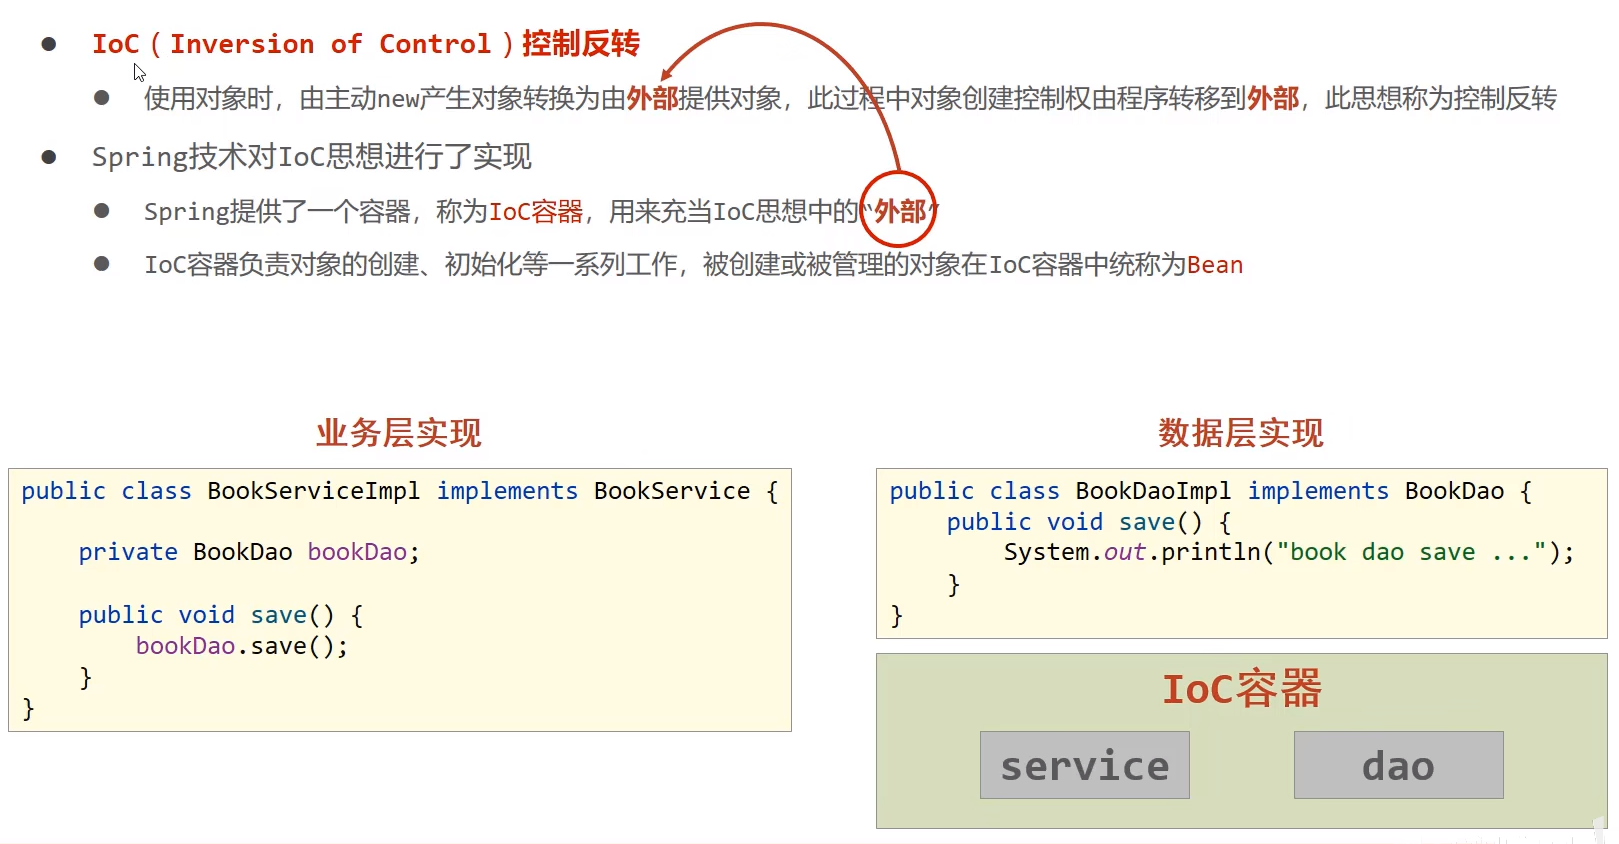 IoC（Inversion of Control）控制反转
使用对象时，由主动new产生对象转换为由外部提供对象，此过程中对象创建控制权由程序转移到外部，此思想称为控制反转
Spring技术对IoC思想进行了实现
Spring提供了一个容器，称为IoC容器，用来充当IoC思想中的“外部”
IoC容器负责对象的创建、初始化等一系列工作，被创建或被管理的对象在IoC容器中统称为Bean
业务层实现
public class BookServiceImpl implements BookService {
private BookDao bookDao;
public void save() {
bookDao.save();
}
}
数据层实现
public class BookDaoImpl implements BookDao {
public void save() {
System.out.println("book dao save ...");
}
}
IoC容器
service
dao